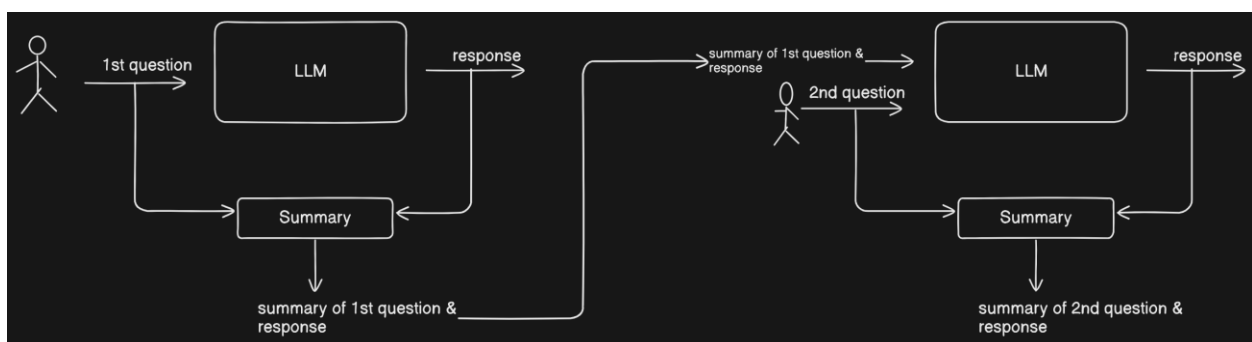 1st question
LLM
response
Summary
summary of 1st question &
response
summary of 1st question &
response
2nd question
LLM
response
Summary
summary of 2nd question &
response